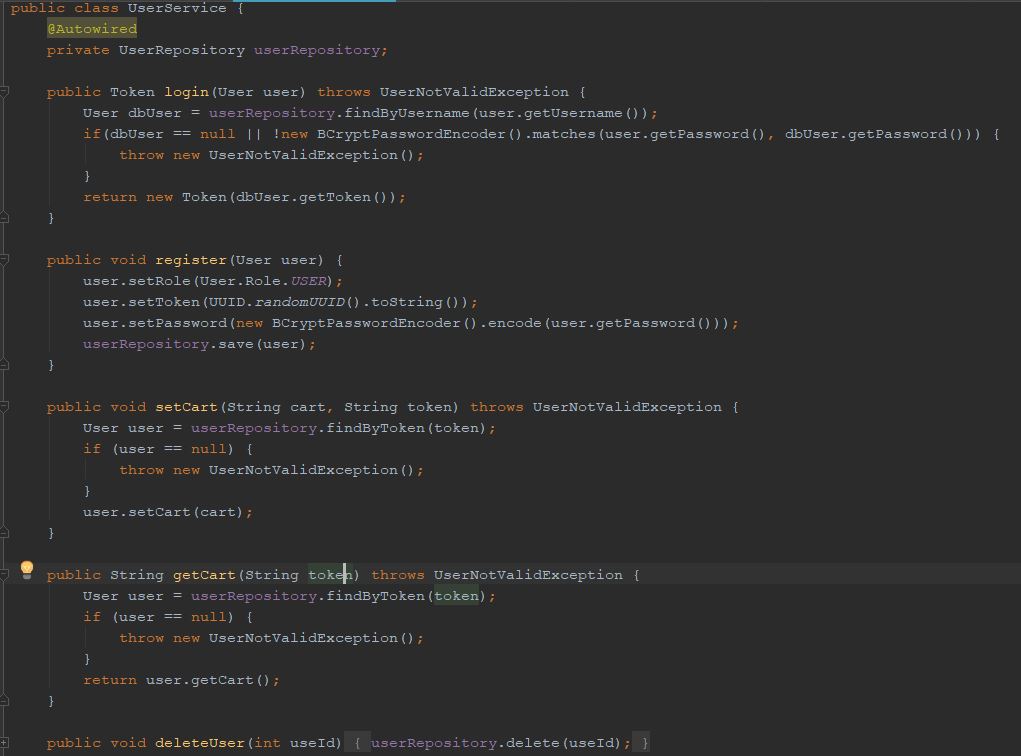 public class UserService {
@Autowired
private UserRepository userRepository;
public Token login(User user) throws UserNotValidException {
User dbUser = userRepository.findByUsername(user.getUsername());
if(dbUser == null || !new BCryptPasswordEncoder().matches(user.getPassword(), dbUser.getPassword())) {
throw new UserNotValidException();
}
return new Token(dbUser.getToken());
}
public void register(User user) {
user.setRole(User.Role.USER);
user.setToken(UUID.randomUUID().toString());
user.setPassword(new BCryptPasswordEncoder().encode(user.getPassword()));
userRepository.save(user);
}
public void setCart(String cart, String token) throws UserNotValidException {
User user = userRepository.findByToken(token);
if (user == null) {
throw new UserNotValidException();
}
user.setCart(cart);
}
public String getCart(String token) throws UserNotValidException {
User user = userRepository.findByToken(token);
if (user == null) {
throw new UserNotValidException();
}
return user.getCart();
}
public void deleteUser(int useId) { userRepository.delete(useId); }